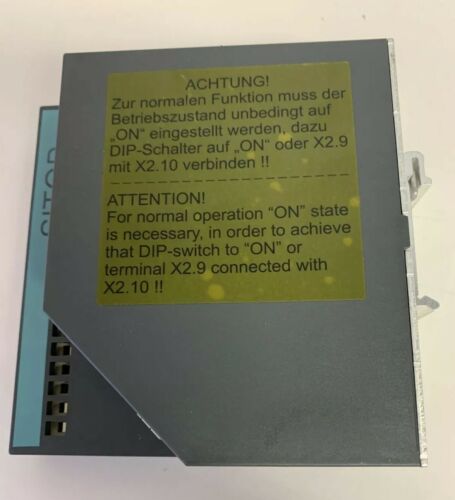 ACHTUNG!
Zur normalen Funktion muss der
Betriebszustand unbedingt auf
„ON“ eingestellt werden, dazu
DIP-Schalter auf „ON“ oder X2.9
mit X2.10 verbinden !!
ATTENTION!
For normal operation “ON” state
is necessary, in order to achieve
that DIP-switch to “ON” or
terminal X2.9 connected with
X2.10 !!
SITOP